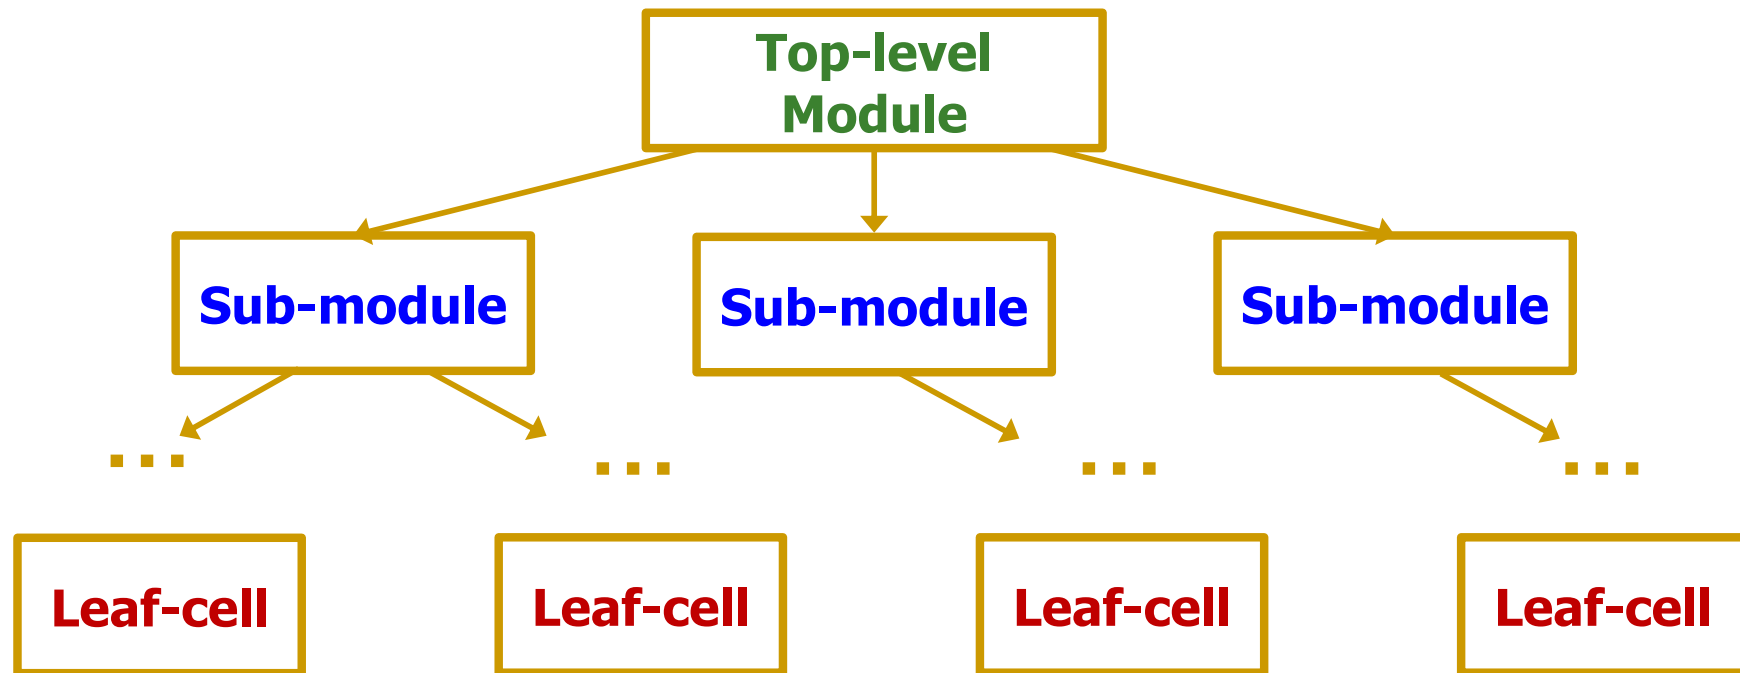 Top-level
Module
Sub-module
Sub-module
Sub-module
...
...
...
...
Leaf-cell
Leaf-cell
Leaf-cell
Leaf-cell